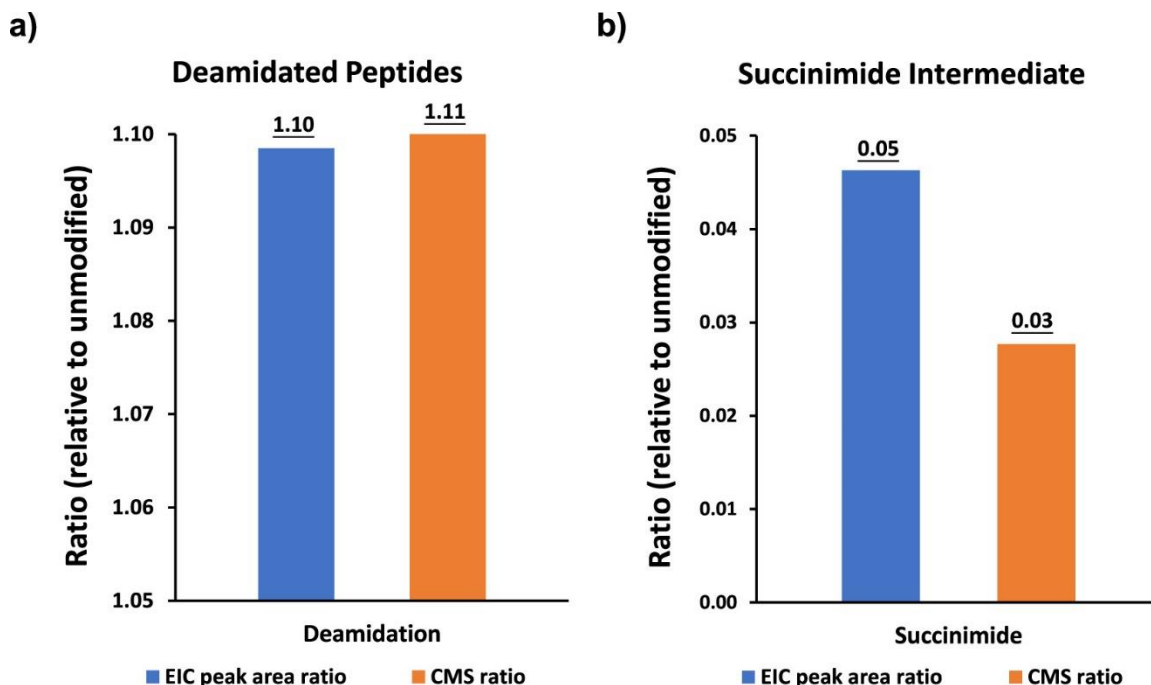 a)
Deamidated Peptides
Ratio (relative to unmodified)
1.10
1.09
1.08
1.07
1.06
1.05
1.10
1.11
Deamidation
EIC peak area ratio
CMS ratio
b)
Succinimide Intermediate
Ratio (relative to unmodified)
0.05
0.04
0.03
0.02
0.01
0.00
0.05
0.03
Succinimide
EIC peak area ratio
CMS ratio